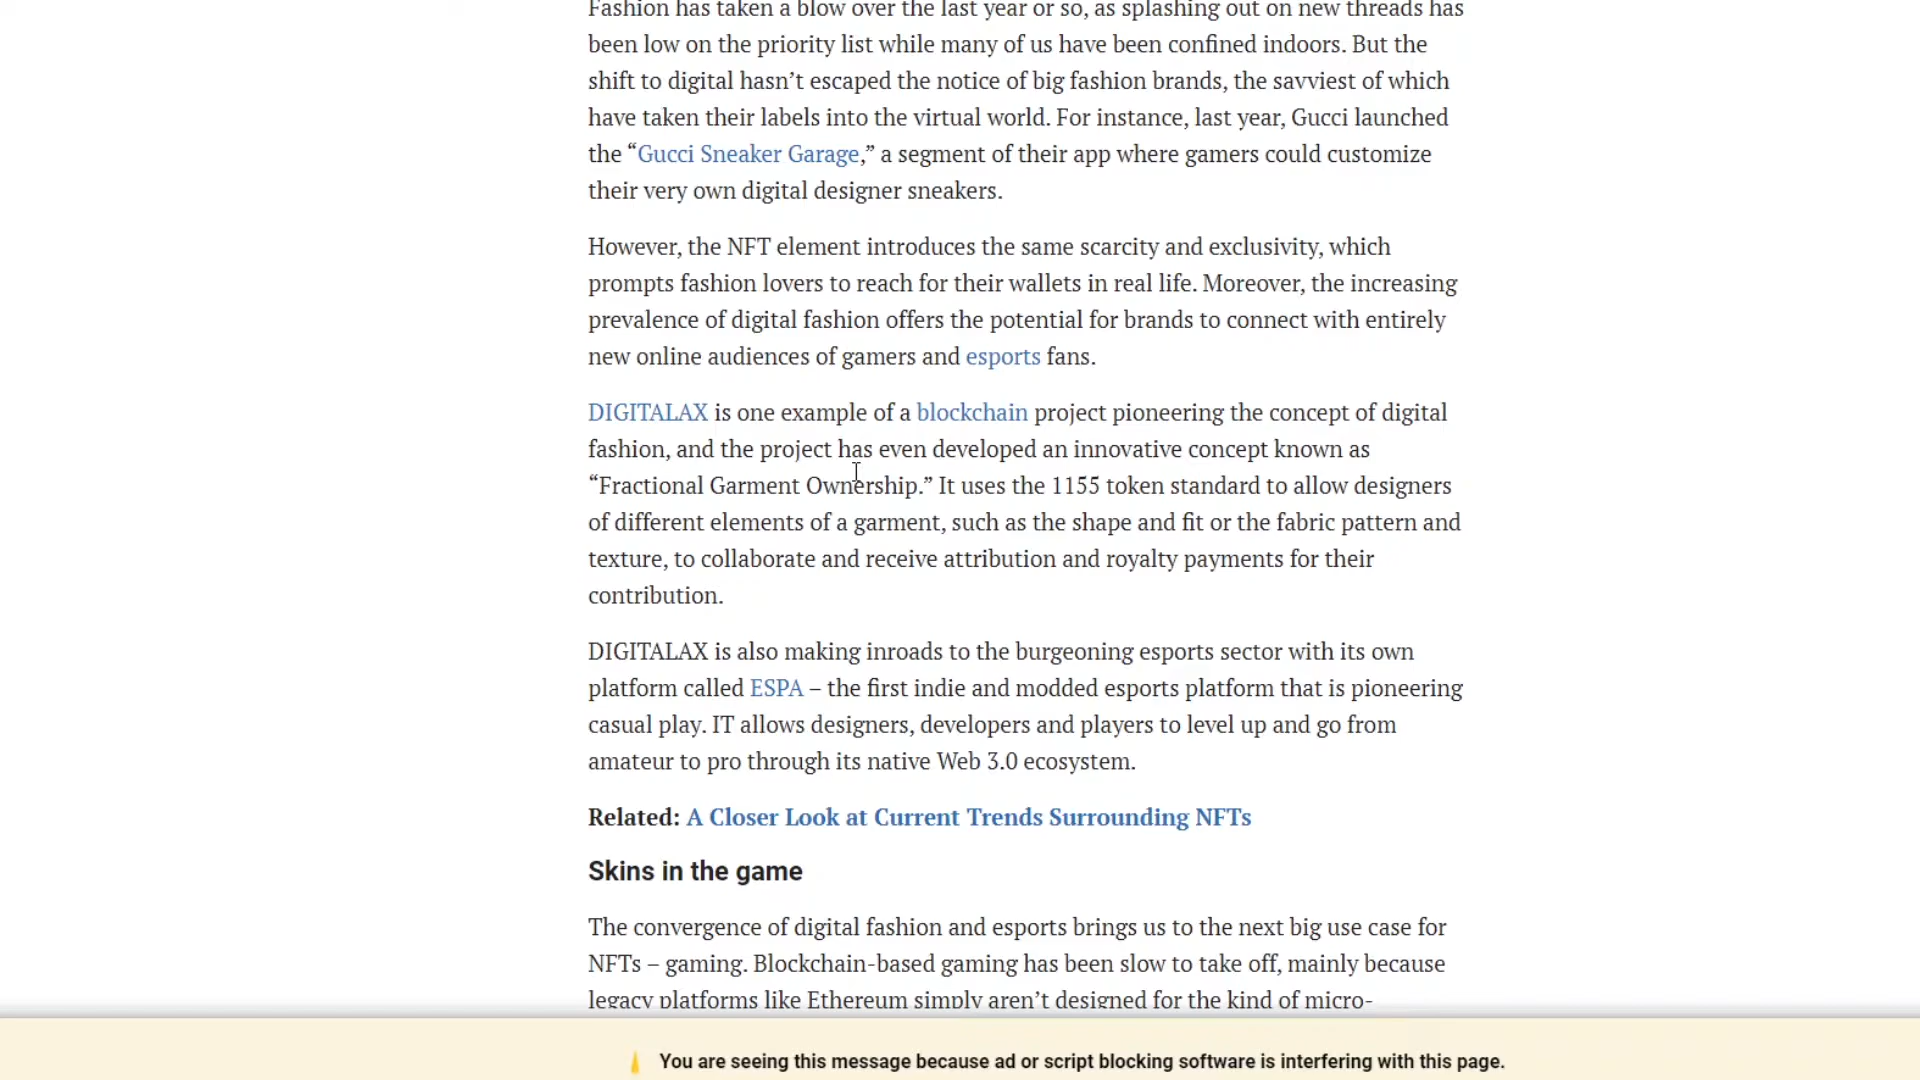 Fashion has taken a blow over the last year or so, as splashing out on new threads has
been low on the priority list while many of us have been confined indoors. But the
shift to digital hasn’t escaped the notice of big fashion brands, the savviest of which
have taken their labels into the virtual world. For instance, last year, Gucci launched
the “Gucci Sneaker Garage,” a segment of their app where gamers could customize
their very own digital designer sneakers.
However, the NFT element introduces the same scarcity and exclusivity, which
prompts fashion lovers to reach for their wallets in real life. Moreover, the increasing
prevalence of digital fashion offers the potential for brands to connect with entirely
new online audiences of gamers and esports fans.
DIGITALAX is one example of a blockchain project pioneering the concept of digital
fashion, and the project has even developed an innovative concept known as
“Fractional Garment Ownership.” It uses the 1155 token standard to allow designers
of different elements of a garment, such as the shape and fit or the fabric pattern and
texture, to collaborate and receive attribution and royalty payments for their
contribution.
DIGITALAX is also making inroads to the burgeoning esports sector with its own
platform called ESPA – the first indie and modded esports platform that is pioneering
casual play. IT allows designers, developers and players to level up and go from
amateur to pro through its native Web 3.0 ecosystem.
Related: A Closer Look at Current Trends Surrounding NFTs
Skins in the game
The convergence of digital fashion and esports brings us to the next big use case for
NFTs – gaming. Blockchain-based gaming has been slow to take off, mainly because
legacy platforms like Ethereum simply aren’t designed for the kind of micro-
You are seeing this message because ad or script blocking software is interfering with this page.